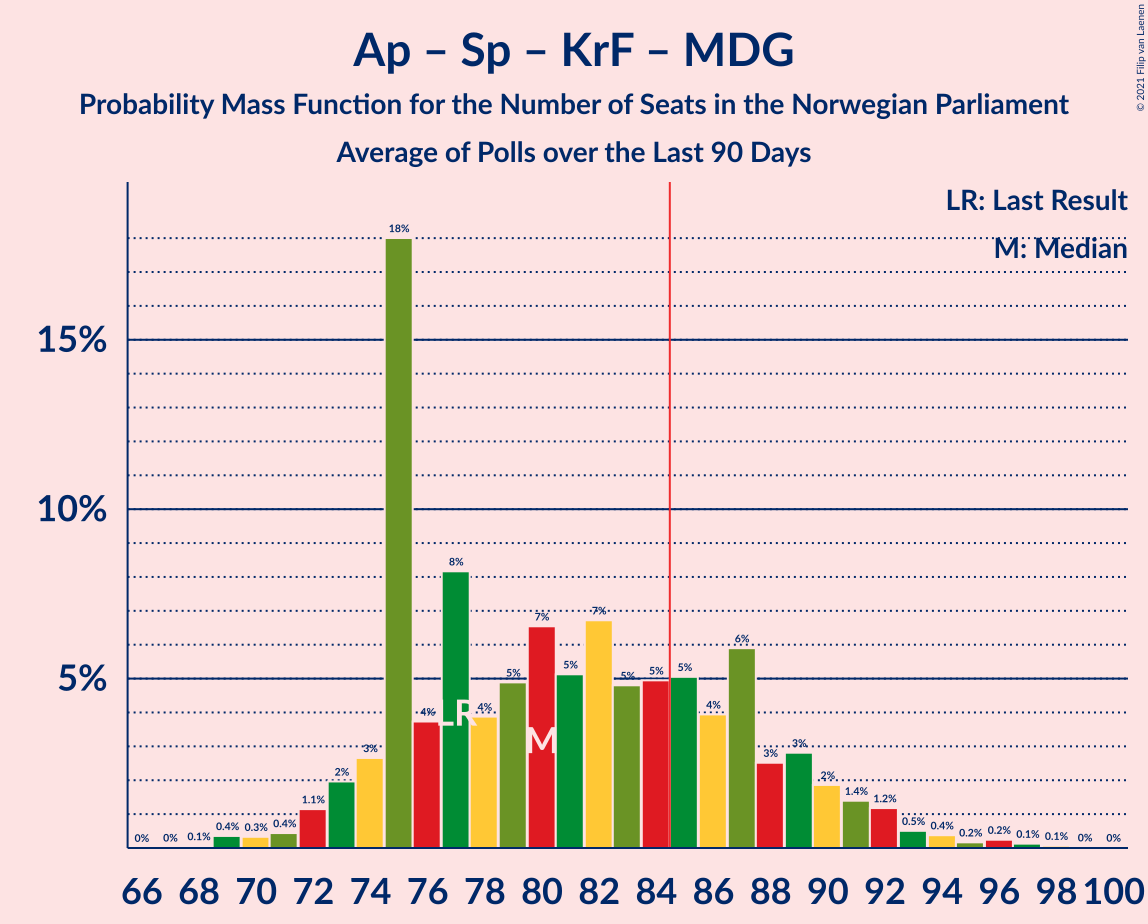 Ap – Sp – KrF – MDG
Probability Mass Function for the Number of Seats in the Norwegian Parliament
Average of Polls over the Last 90 Days
© 2021 Filip van Laenen
LR: Last Result
M: Median
15%
10%
5%
0% 0% 0.1% 0.4% 0.3% 0.4% 1.1% 2% 3% 18% 4% 8% 4% 5% 7% 5% 7% 5% 5% 5% 4% 6% 3% 3% 2% 1.4% 1.2% 0.5% 0.4% 0.2% 0.2% 0.1% 0.1% 0% 0%
LR
M
66 68 70 72 74 76 78 80 82 84 86 88 90 92 94 96 98 100